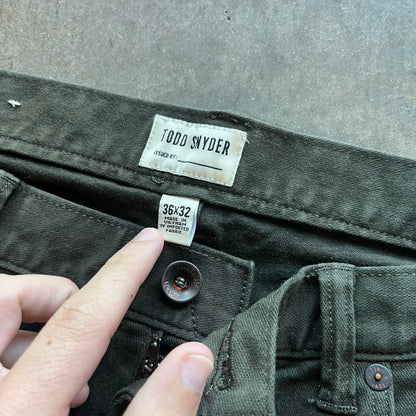 TODD SNYDER
ISSUED BY:
36X32
MADE IN
VIETNAM
OF IMPORTED
FABRIC